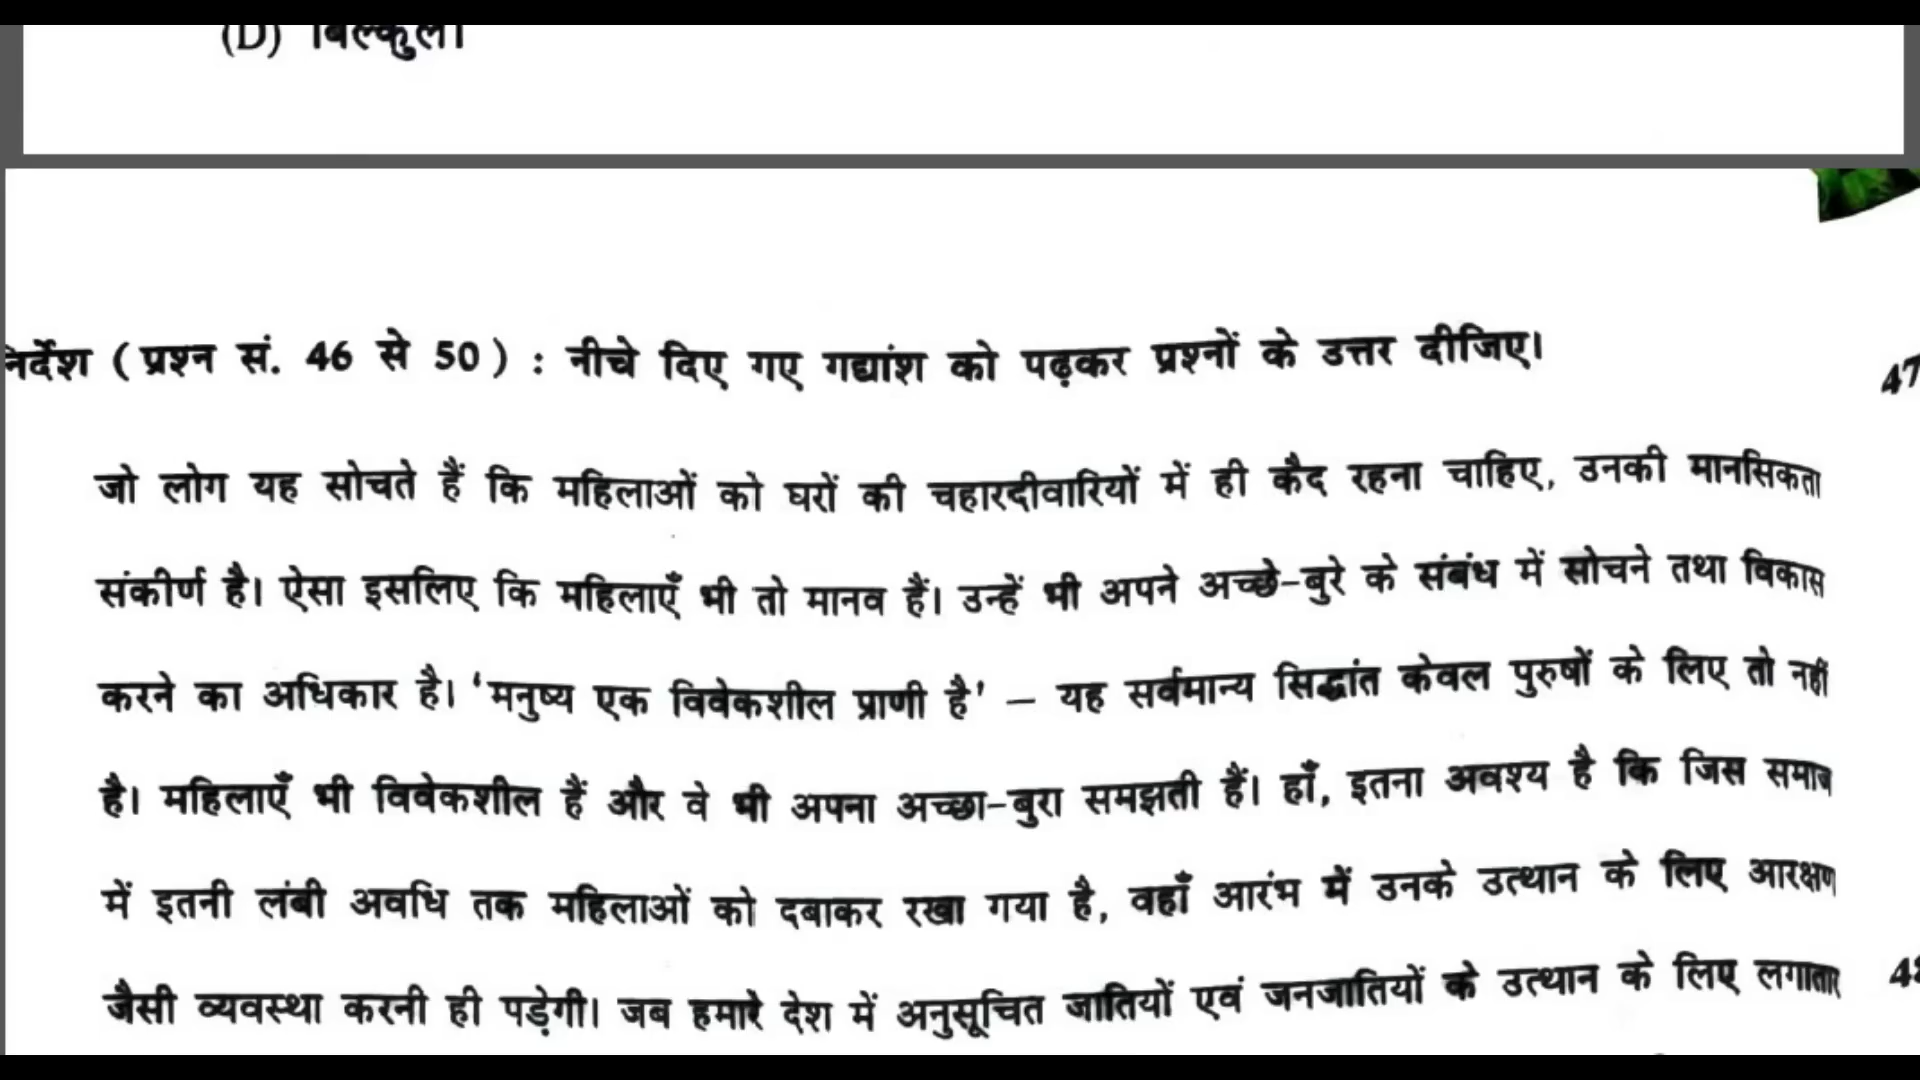 (D) बिल्कुल।
निर्देश ( प्रश्न सं. 46 से 50 ) : नीचे दिए गए गद्यांश को पढ़कर प्रश्नों के उत्तर दीजिए।
47
जो लोग यह सोचते हैं कि महिलाओं को घरों की चहारदीवारियों में ही कैद रहना चाहिए, उनकी मानसिकता
संकीर्ण है। ऐसा इसलिए कि महिलाएँ भी तो मानव हैं। उन्हें भी अपने अच्छे-बुरे के संबंध में सोचने तथा विकास
करने का अधिकार है। 'मनुष्य एक विवेकशील प्राणी है' – यह सर्वमान्य सिद्धांत केवल पुरुषों के लिए तो नहीं
है। महिलाएँ भी विवेकशील हैं और वे भी अपना अच्छा-बुरा समझती हैं। हाँ, इतना अवश्य है कि जिस समाज
में इतनी लंबी अवधि तक महिलाओं को दबाकर रखा गया है, वहाँ आरंभ में उनके उत्थान के लिए आरक्षण
जैसी व्यवस्था करनी ही पड़ेगी। जब हमारे देश में अनुसूचित जातियों एवं जनजातियों के उत्थान के लिए लगातार
48